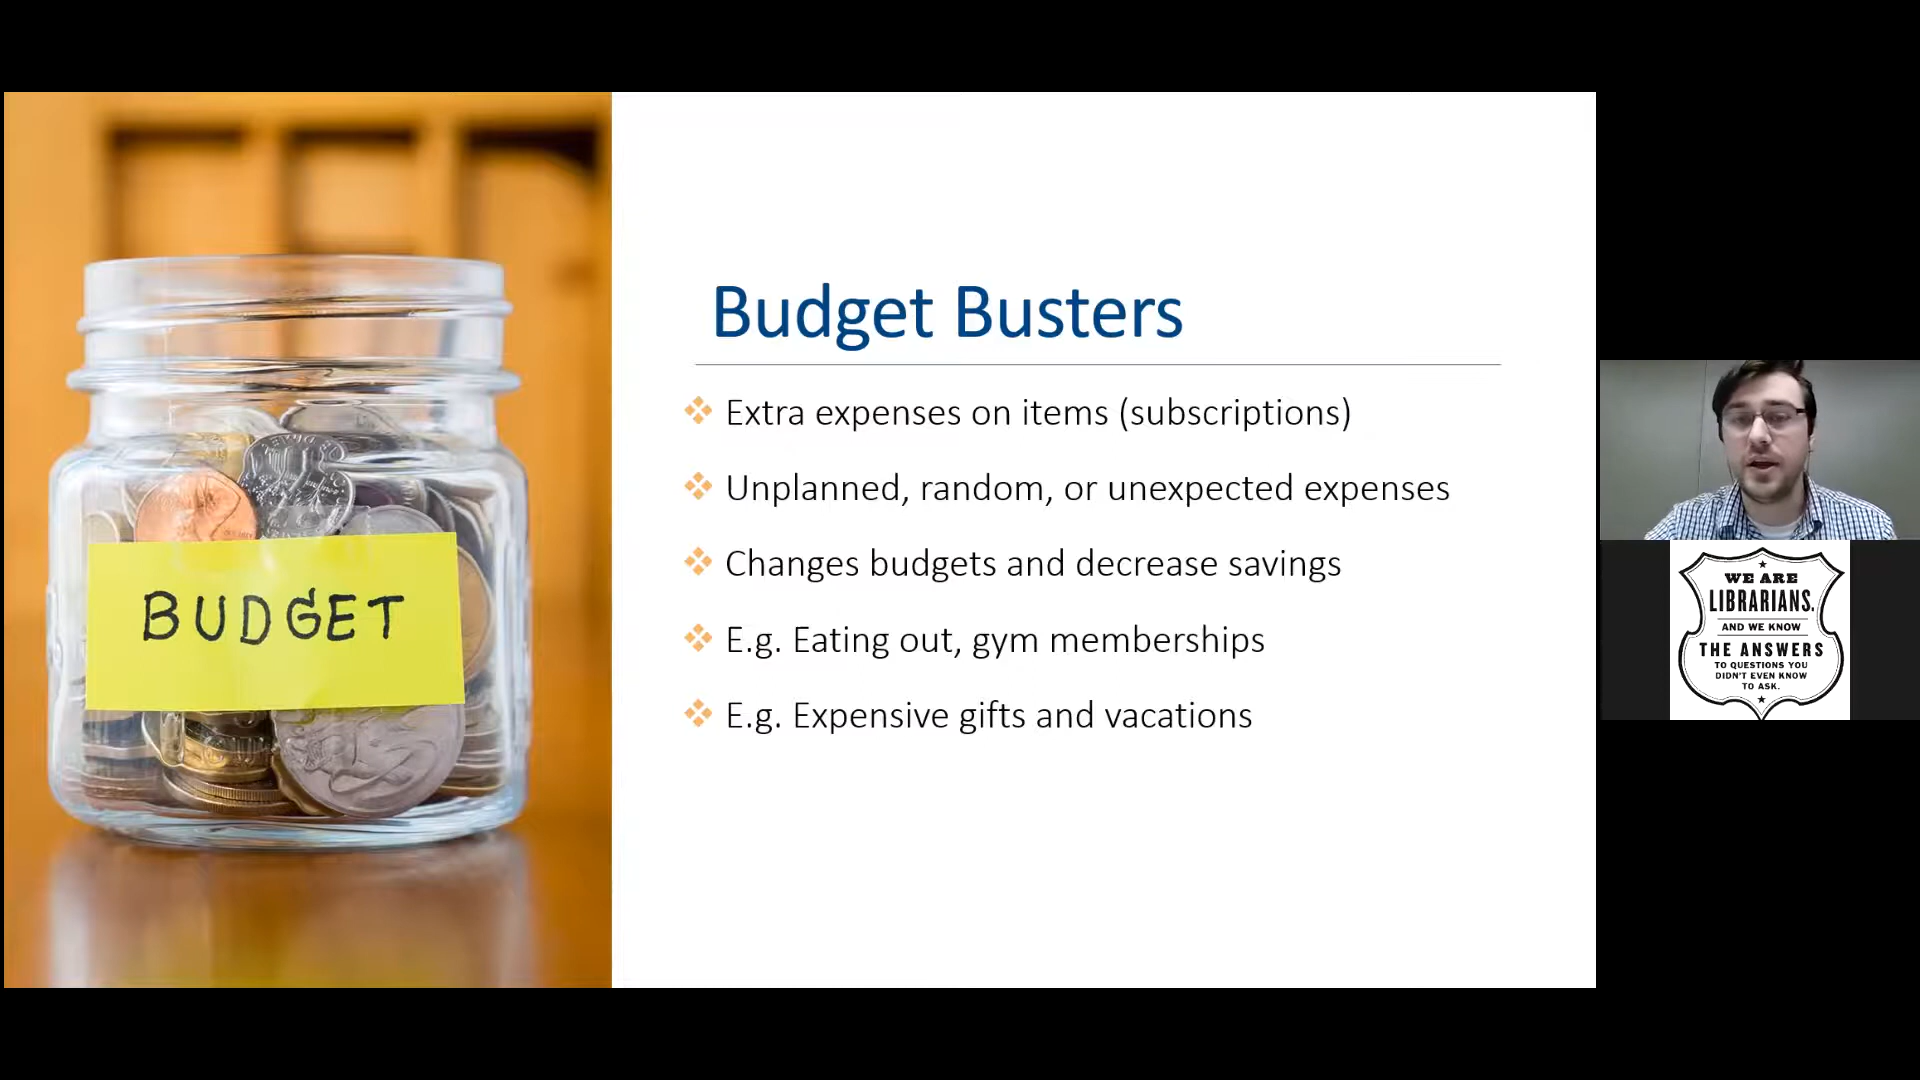 BUDGET
Budget Busters
Extra expenses on items (subscriptions)
Unplanned, random, or unexpected expenses
Changes budgets and decrease savings
E.g. Eating out, gym memberships
E.g. Expensive gifts and vacations
WE ARE
LIBRARIANS.
AND WE KNOW
THE ANSWERS
TO QUESTIONS YOU
DIDN'T EVEN KNOW
TO ASK.